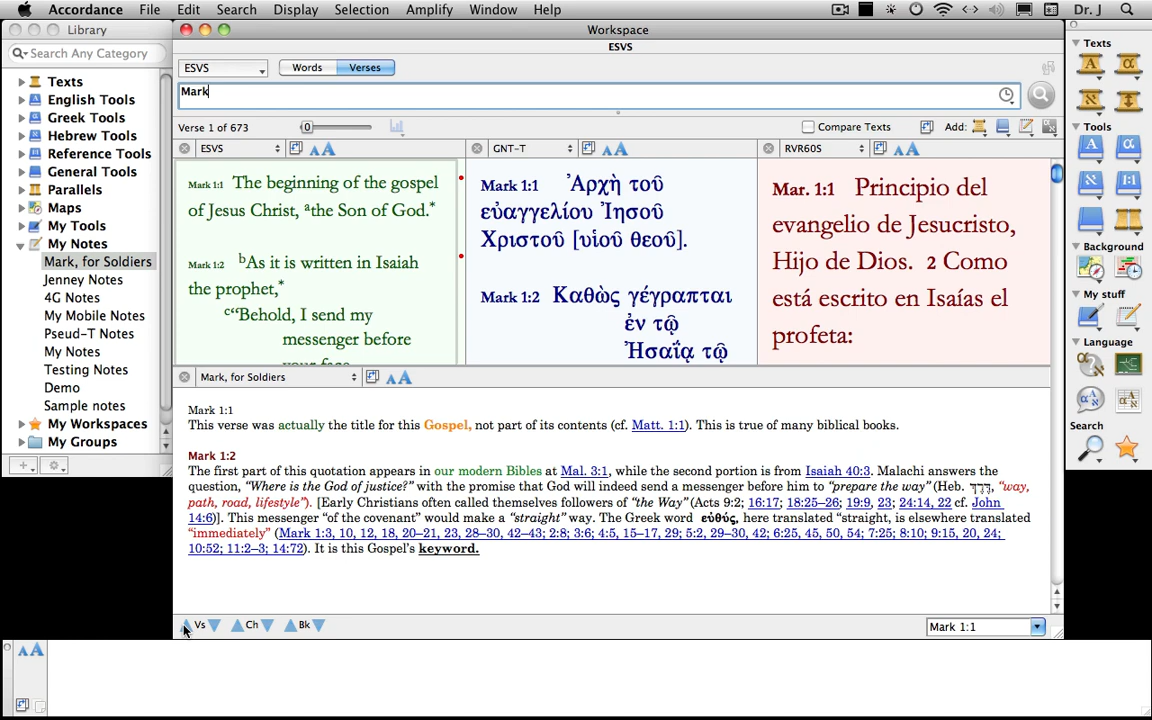 Accordance File Edit Search Display Selection Amplify Window Help Dr. J
Library
Search Any Category
Texts
English Tools
Greek Tools
Hebrew Tools
Reference Tools
General Tools
Parallels
Maps
My Tools
My Notes
Mark, for Soldiers
Jenney Notes
4G Notes
My Mobile Notes
Pseud-T Notes
My Notes
Testing Notes
Demo
Sample notes
My Workspaces
My Groups
Workspace
ESVS
ESVS Words Verses
Mark
Verse 1 of 673 0 Compare Texts Add:
ESVS
Mark 1:1 The beginning of the gospel
of Jesus Christ, ᵃthe Son of God.*
Mark 1:2 ᵇAs it is written in Isaiah
the prophet,*
ᶜ“Behold, I send my
messenger before
your face,
GNT-T
Mark 1:1 Ἀρχὴ τοῦ
εὐαγγελίου Ἰησοῦ
Χριστοῦ [υἱοῦ θεοῦ].
Mark 1:2 Καθὼς γέγραπται
ἐν τῷ
Ἠσαΐᾳ τῷ
RVR60S
Mar. 1:1 Principio del
evangelio de Jesucristo,
Hijo de Dios. 2 Como
está escrito en Isaías el
profeta:
Mark, for Soldiers
Mark 1:1
This verse was actually the title for this Gospel, not part of its contents (cf. Matt. 1:1). This is true of many biblical books.
Mark 1:2
The first part of this quotation appears in our modern Bibles at Mal. 3:1, while the second portion is from Isaiah 40:3. Malachi answers the
question, “Where is the God of justice?” with the promise that God will indeed send a messenger before him to “prepare the way” (Heb. דֶּרֶךְ, “way,
path, road, lifestyle”). [Early Christians often called themselves followers of “the Way” (Acts 9:2; 16:17; 18:25–26; 19:9, 23; 24:14, 22 cf. John
14:6)]. This messenger “of the covenant” would make a “straight” way. The Greek word εὐθύς, here translated “straight, is elsewhere translated
“immediately” (Mark 1:3, 10, 12, 18, 20–21, 23, 28–30, 42–43; 2:8; 3:6; 4:5, 15–17, 29; 5:2, 29–30, 42; 6:25, 45, 50, 54; 7:25; 8:10; 9:15, 20, 24;
10:52; 11:2–3; 14:72). It is this Gospel’s keyword.
Vs Ch Bk Mark 1:1
Texts
Tools
Background
My stuff
Language
Search